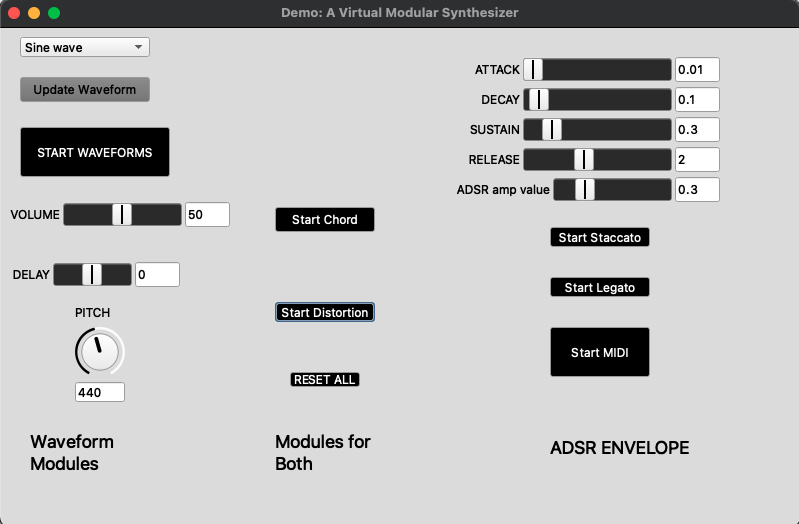 Demo: A Virtual Modular Synthesizer
Sine wave
Update Waveform
START WAVEFORMS
VOLUME 50
DELAY 0
PITCH
440
Waveform
Modules
Start Chord
Start Distortion
RESET ALL
Modules for
Both
ATTACK 0.01
DECAY 0.1
SUSTAIN 0.3
RELEASE 2
ADSR amp value 0.3
Start Staccato
Start Legato
Start MIDI
ADSR ENVELOPE